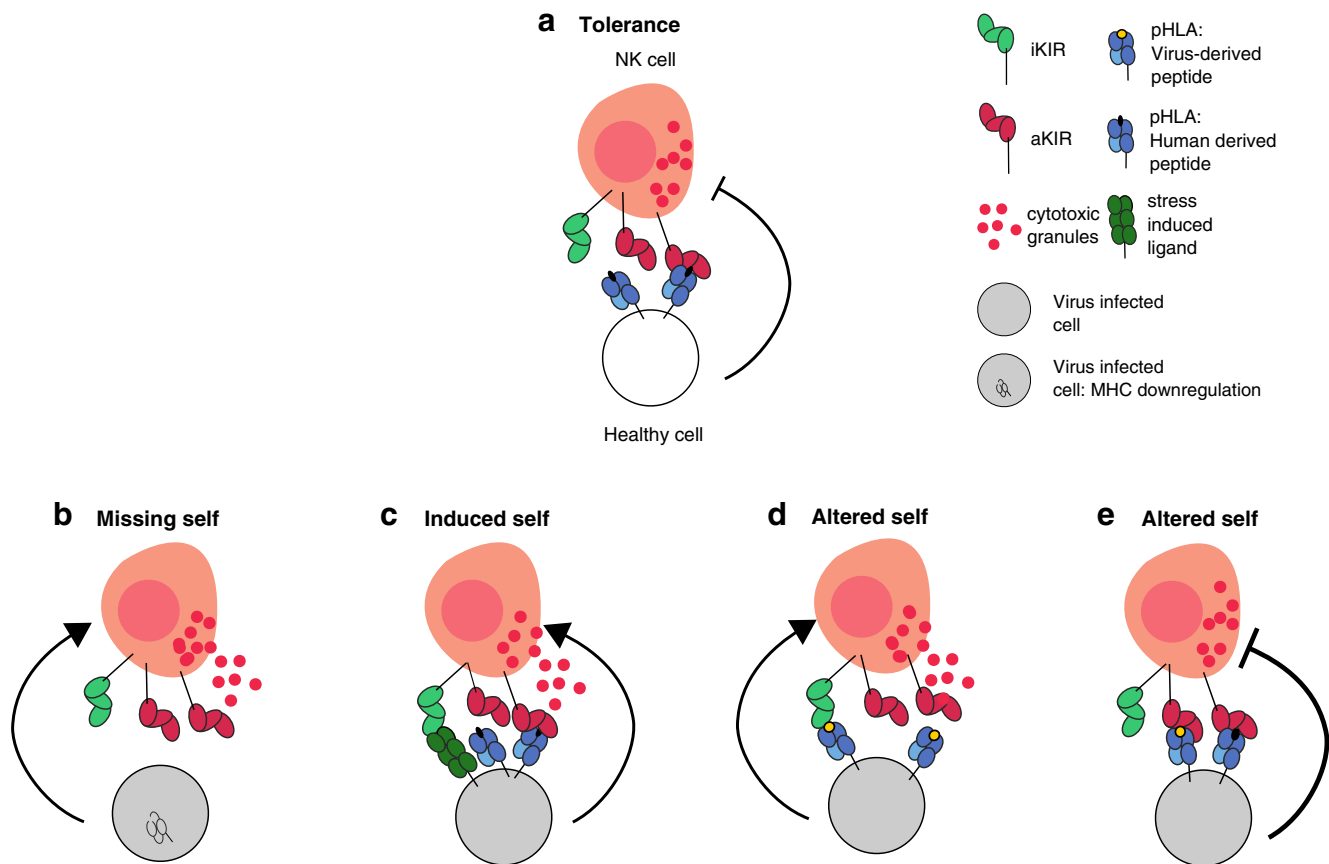 a Tolerance
NK cell
Healthy cell
iKIR
pHLA:
Virus-derived
peptide
aKIR
pHLA:
Human derived
peptide
cytotoxic
granules
stress
induced
ligand
Virus infected
cell
Virus infected
cell: MHC downregulation
b Missing self
c Induced self
d Altered self
e Altered self